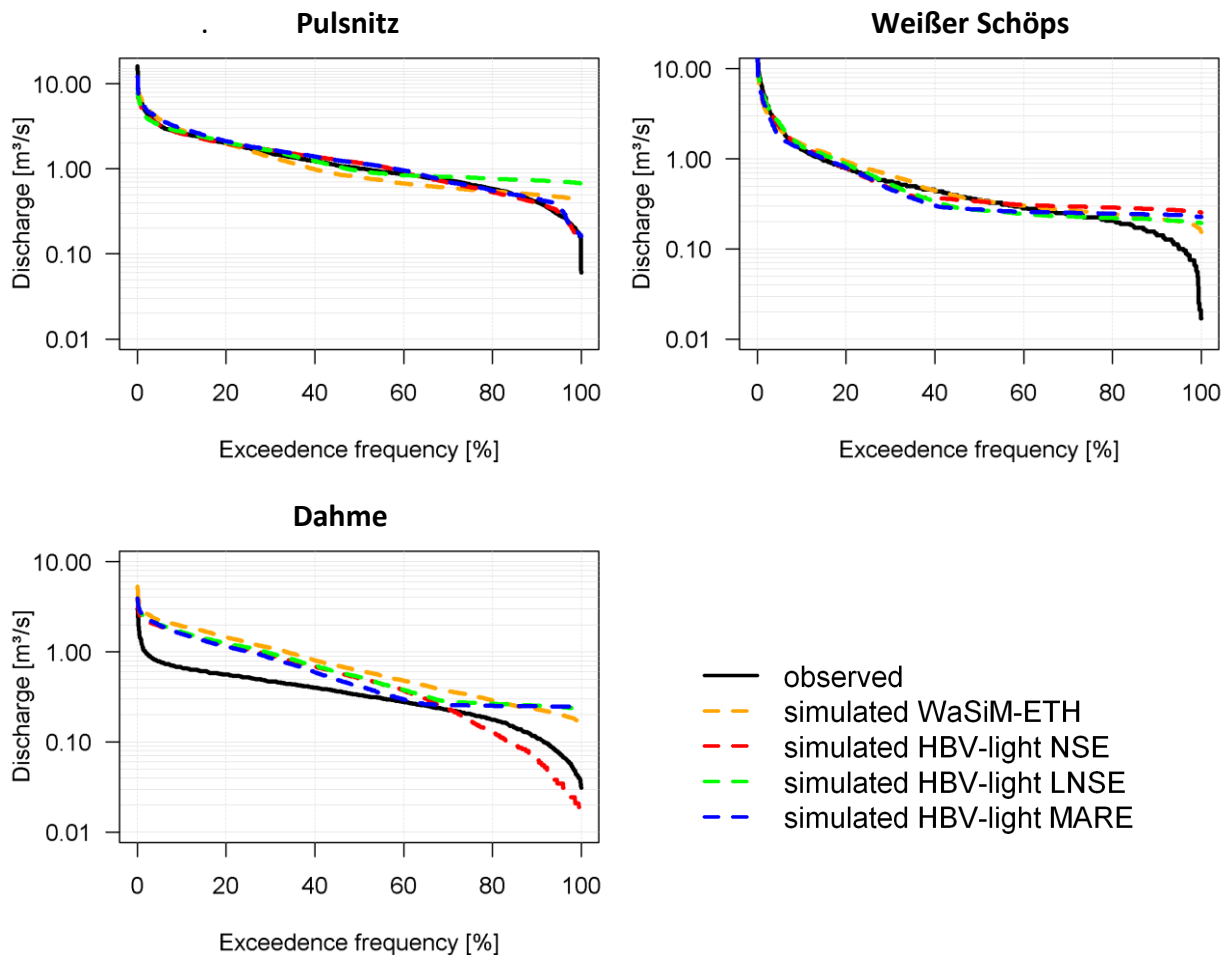 .
Pulsnitz
Weißer Schöps
10.00
1.00
0.10
0.01
Discharge [m³/s]
0 20 40 60 80 100
Exceedence frequency [%]
10.00
1.00
0.10
0.01
Discharge [m³/s]
0 20 40 60 80 100
Exceedence frequency [%]
Dahme
10.00
1.00
0.10
0.01
Discharge [m³/s]
0 20 40 60 80 100
Exceedence frequency [%]
observed
simulated WaSiM-ETH
simulated HBV-light NSE
simulated HBV-light LNSE
simulated HBV-light MARE